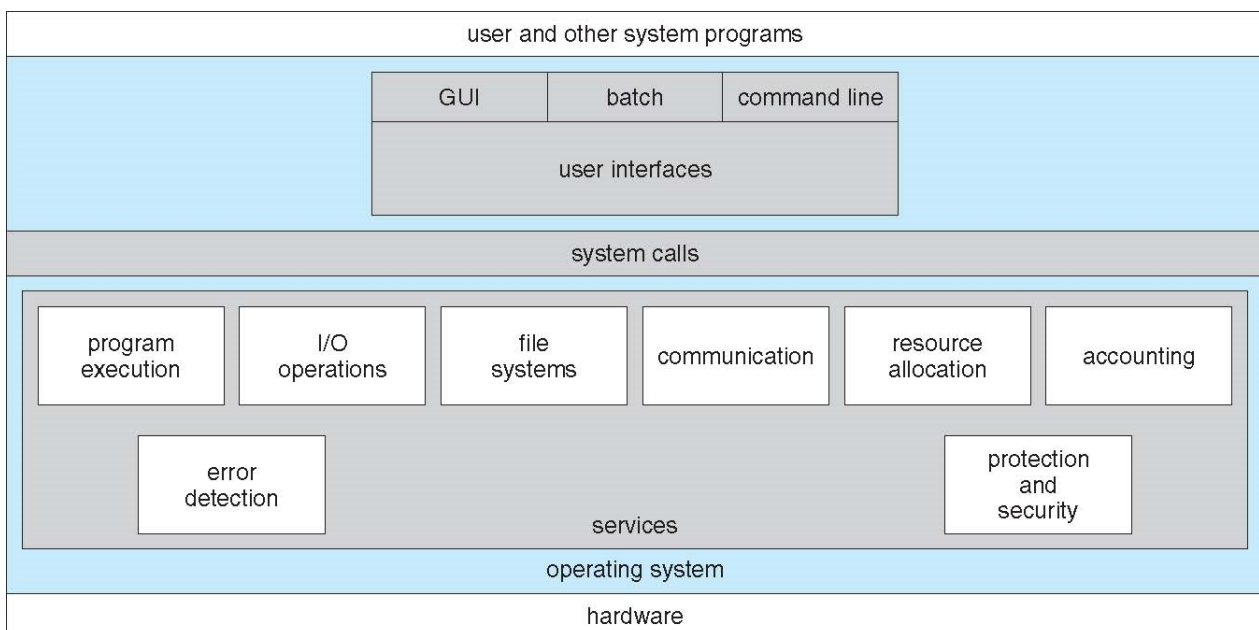 user and other system programs
GUI
batch
command line
user interfaces
system calls
program
execution
I/O
operations
file
systems
communication
resource
allocation
accounting
error
detection
protection
and
security
services
operating system
hardware